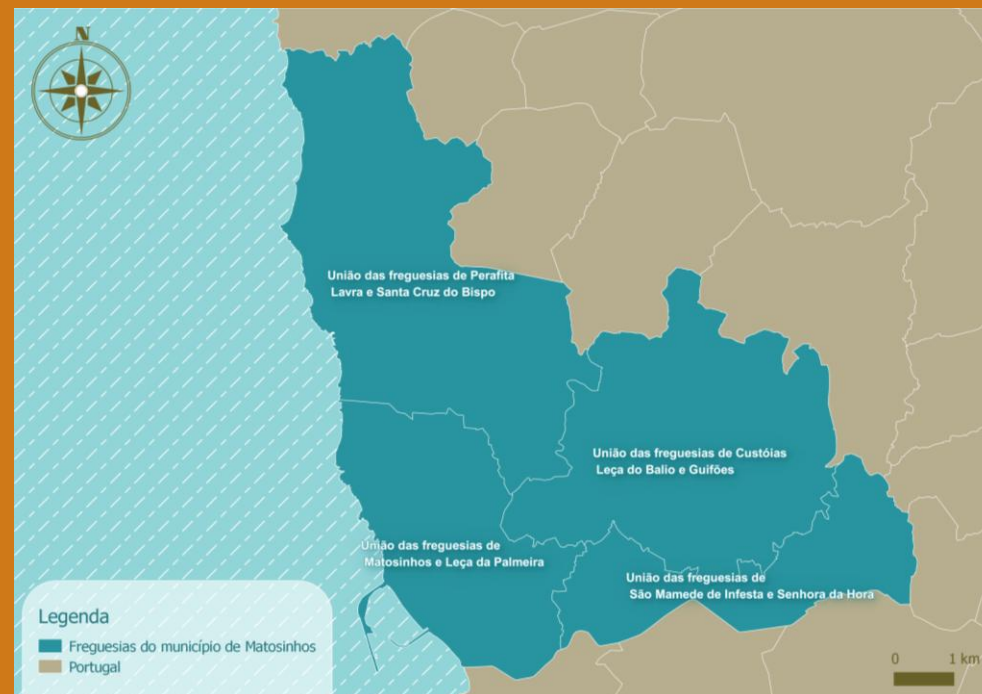 N
União das freguesias de Perafita
Lavra e Santa Cruz do Bispo
União das freguesias de Custóias
Leça do Balio e Guifões
União das freguesias de
Matosinhos e Leça da Palmeira
União das freguesias de
São Mamede de Infesta e Senhora da Hora
Legenda
Freguesias do município de Matosinhos
Portugal
0 1 km